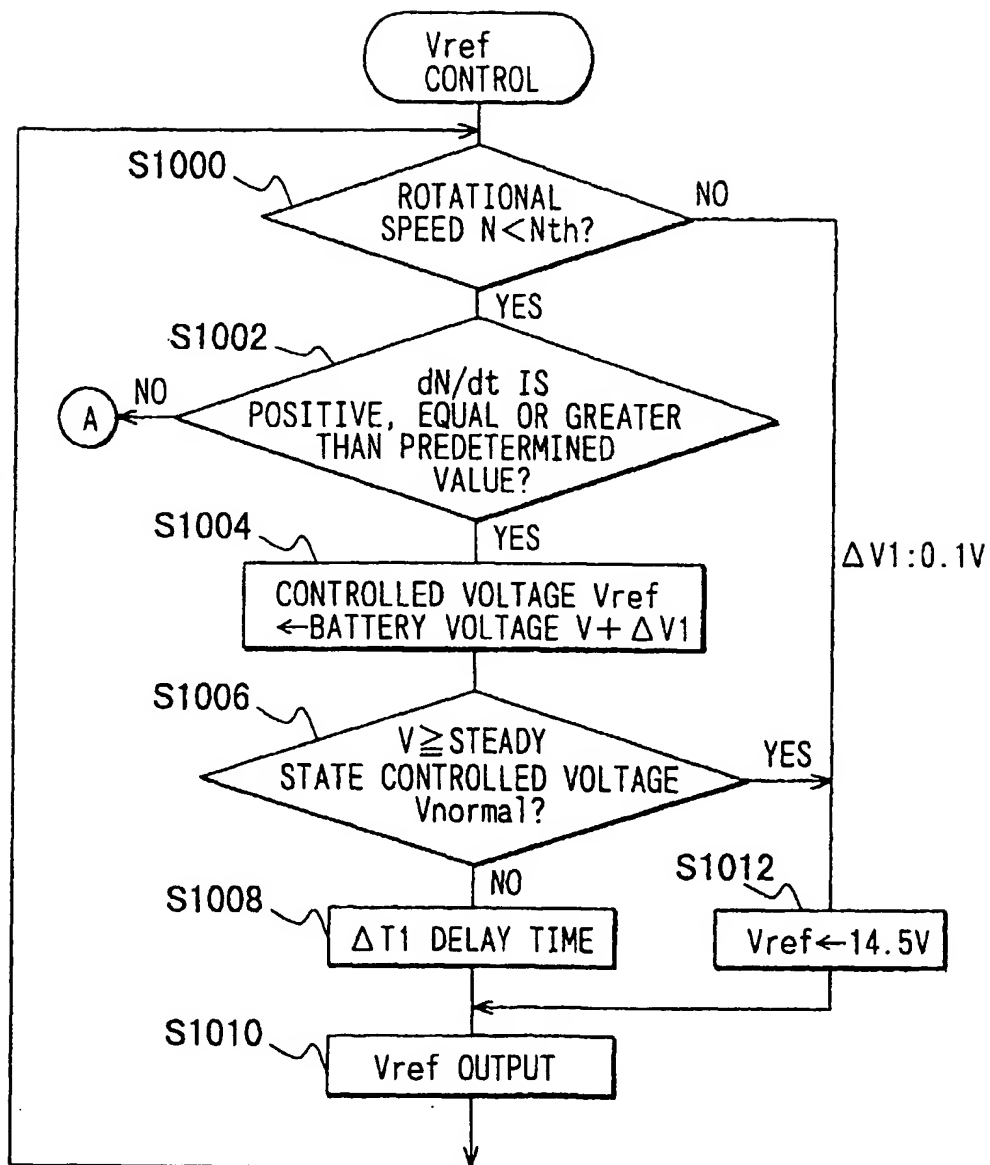 Vref
CONTROL
S1000
ROTATIONAL
SPEED N<Nth?
NO
YES
S1002
dN/dt IS
POSITIVE, EQUAL OR GREATER
THAN PREDETERMINED
VALUE?
NO
A
YES
S1004
CONTROLLED VOLTAGE Vref
←BATTERY VOLTAGE V+ΔV1
ΔV1:0.1V
S1006
V≧STEADY
STATE CONTROLLED VOLTAGE
Vnormal?
YES
NO
S1008
ΔT1 DELAY TIME
S1012
Vref←14.5V
S1010
Vref OUTPUT